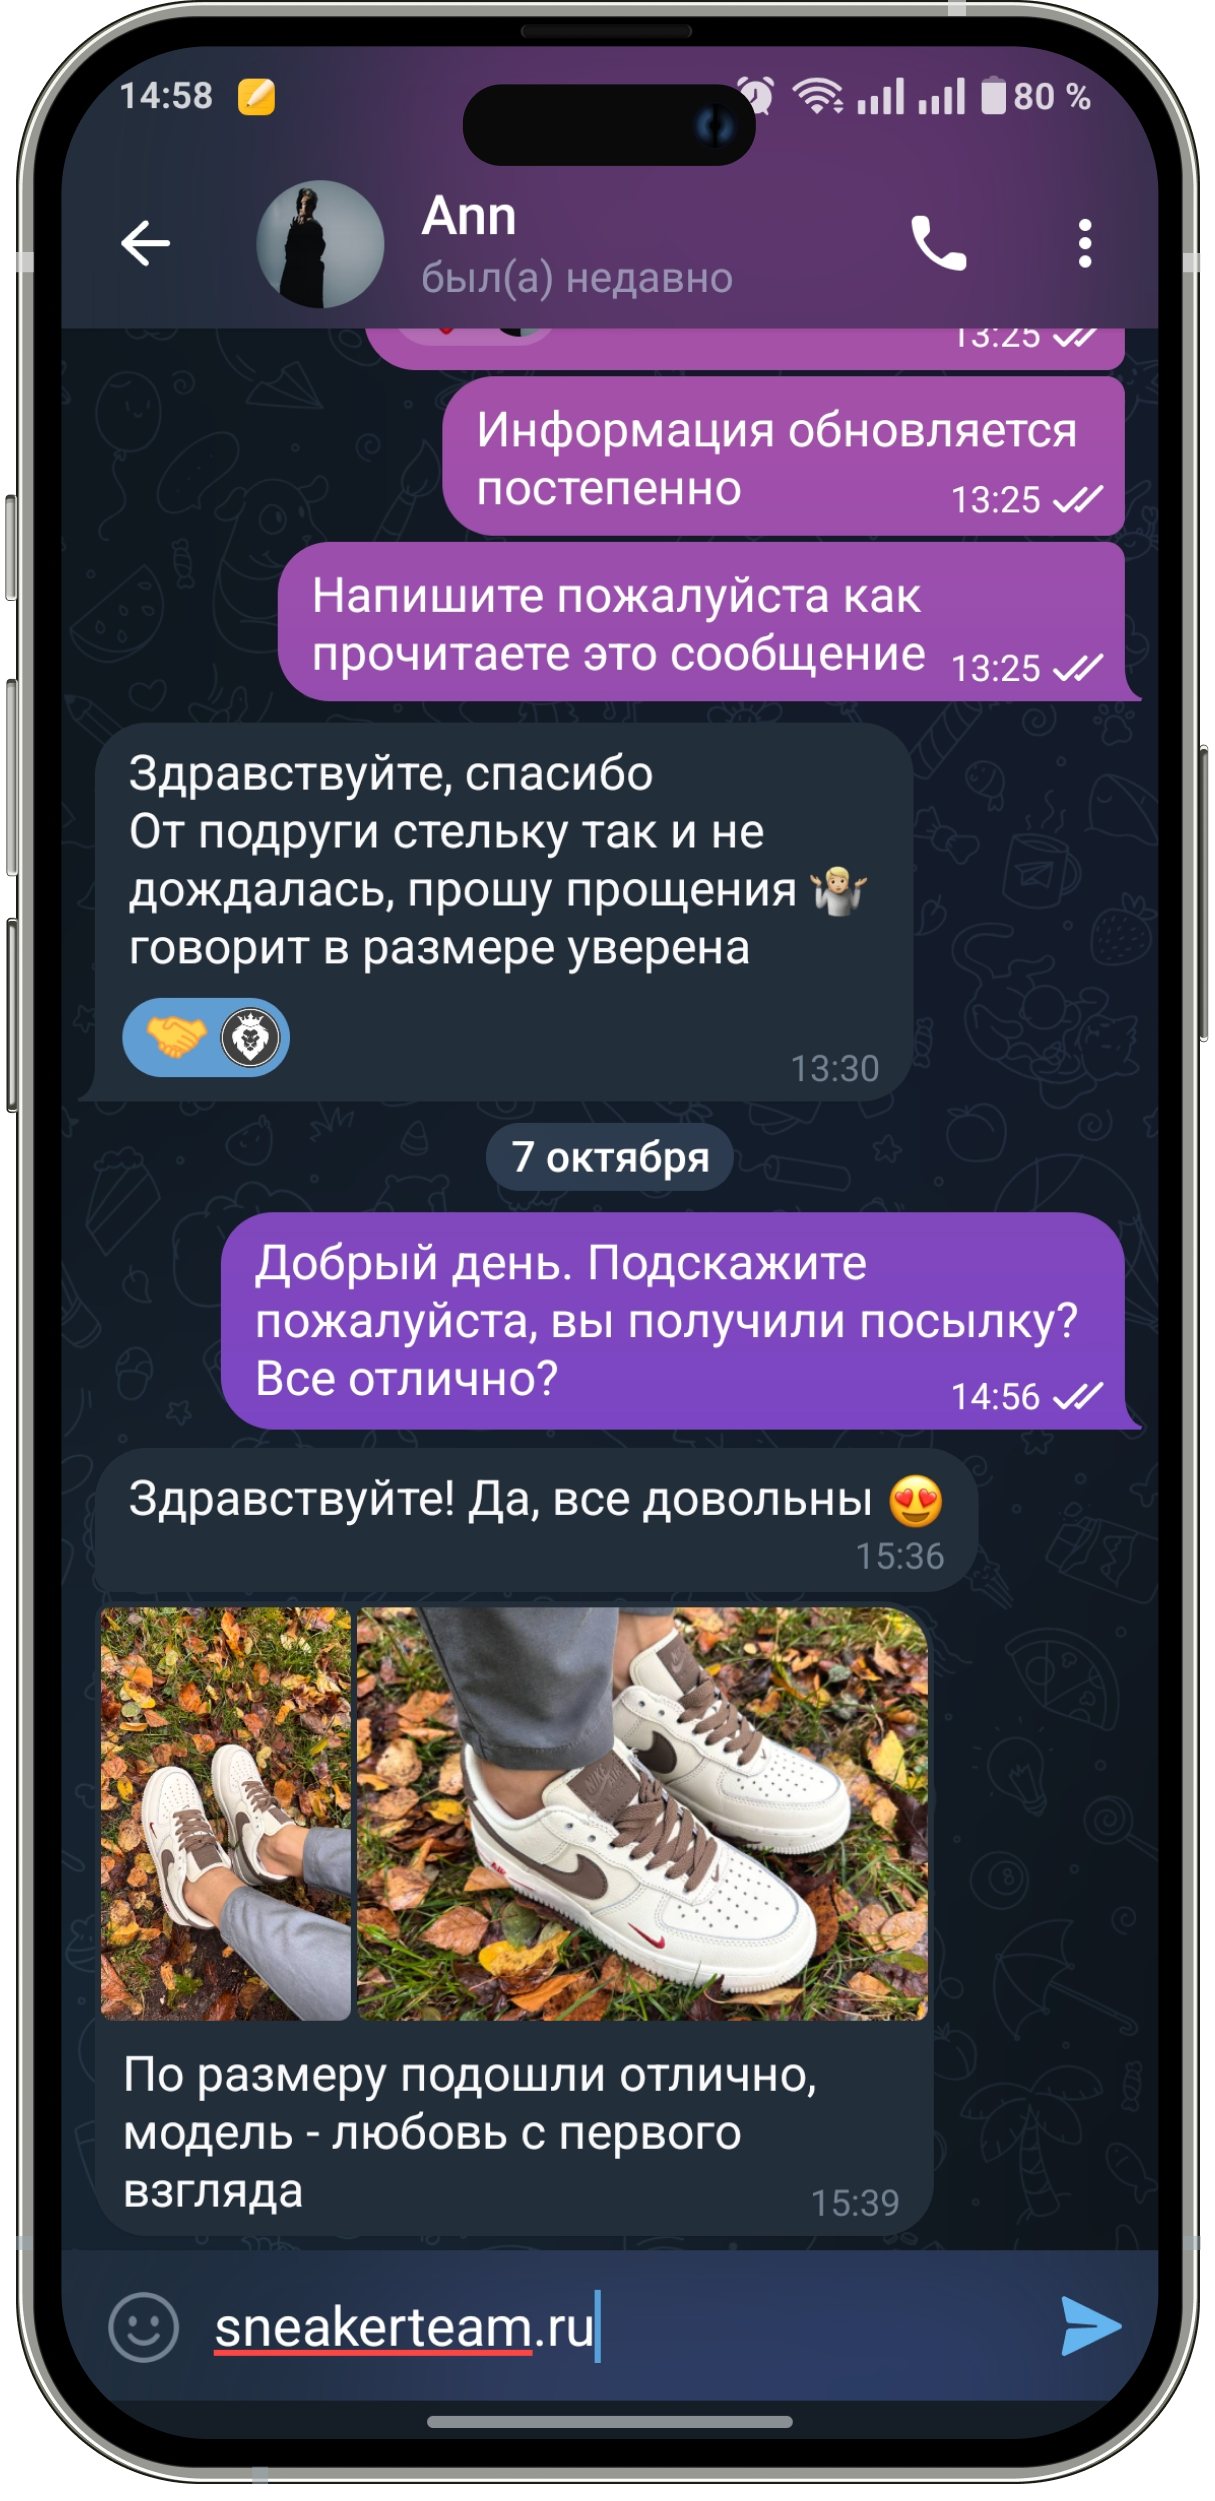 14:58
80 %
Ann
был(а) недавно
13:25
Информация обновляется
постепенно
13:25
Напишите пожалуйста как
прочитаете это сообщение
13:25
Здравствуйте, спасибо
От подруги стельку так и не
дождалась, прошу прощения
говорит в размере уверена
13:30
7 октября
Добрый день. Подскажите
пожалуйста, вы получили посылку?
Все отлично?
14:56
Здравствуйте! Да, все довольны
15:36
По размеру подошли отлично,
модель - любовь с первого
взгляда
15:39
sneakerteam.ru